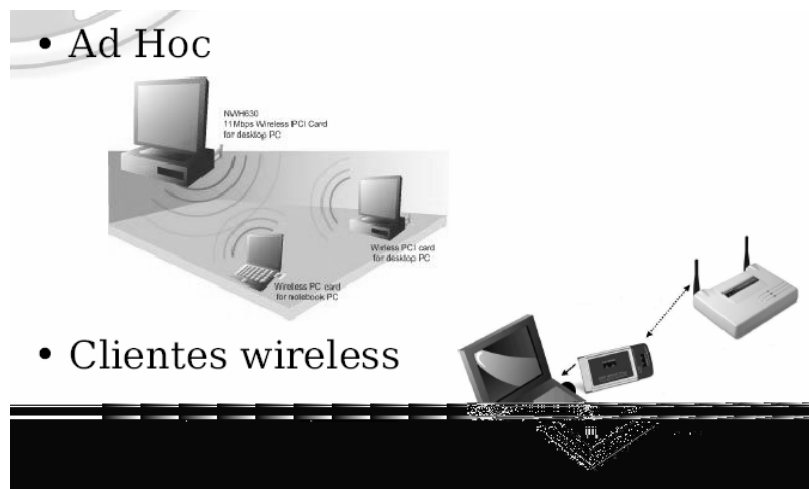 • Ad Hoc
NWH630
11Mbps Wireless PCI Card
for desktop PC
Wirless PCI card
for desktop PC
Wireless PC card
for notebook PC
• Clientes wireless